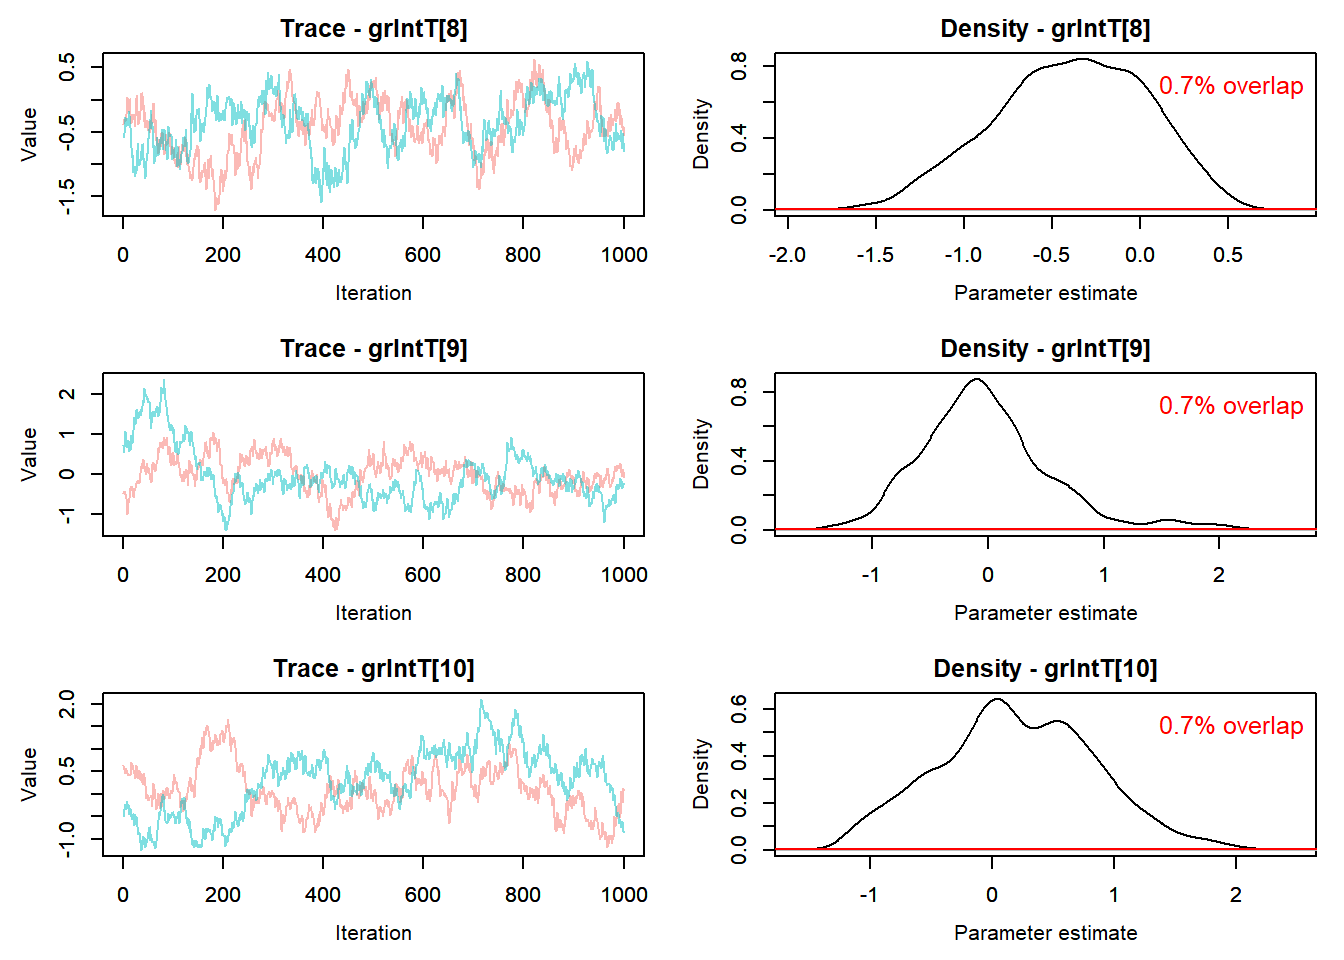 Trace - grIntT[8]
Value
0.5
-0.5
-1.5
0 200 400 600 800 1000
Iteration
Density - grIntT[8]
Density
0.8
0.4
0.0
0.7% overlap
-2.0 -1.5 -1.0 -0.5 0.0 0.5
Parameter estimate
Trace - grIntT[9]
Value
2
1
0
-1
0 200 400 600 800 1000
Iteration
Density - grIntT[9]
Density
0.8
0.4
0.0
0.7% overlap
-1 0 1 2
Parameter estimate
Trace - grIntT[10]
Value
2.0
0.5
-1.0
0 200 400 600 800 1000
Iteration
Density - grIntT[10]
Density
0.6
0.4
0.2
0.0
0.7% overlap
-1 0 1 2
Parameter estimate